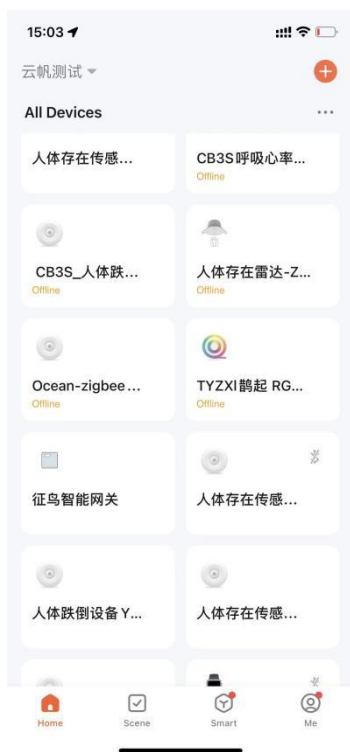 15:03
云帆测试
All Devices
人体存在传感...
CB3S呼吸心率...
Offline
CB3S_人体跌...
Offline
人体存在雷达-Z...
Offline
Ocean-zigbee...
Offline
TYZXI鹊起 RG...
Offline
征鸟智能网关
人体存在传感...
人体跌倒设备Y...
人体存在传感...
Home
Scene
Smart
Me